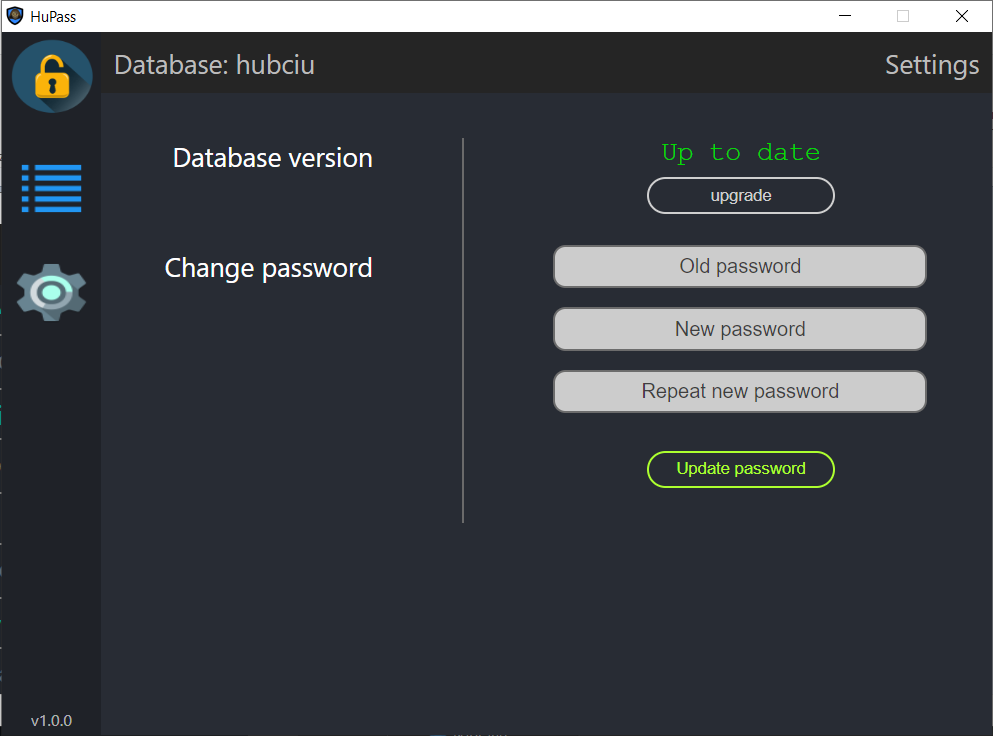 HuPass
Database: hubciu
Settings
Database version
Up to date
upgrade
Change password
Old password
New password
Repeat new password
Update password
v1.0.0